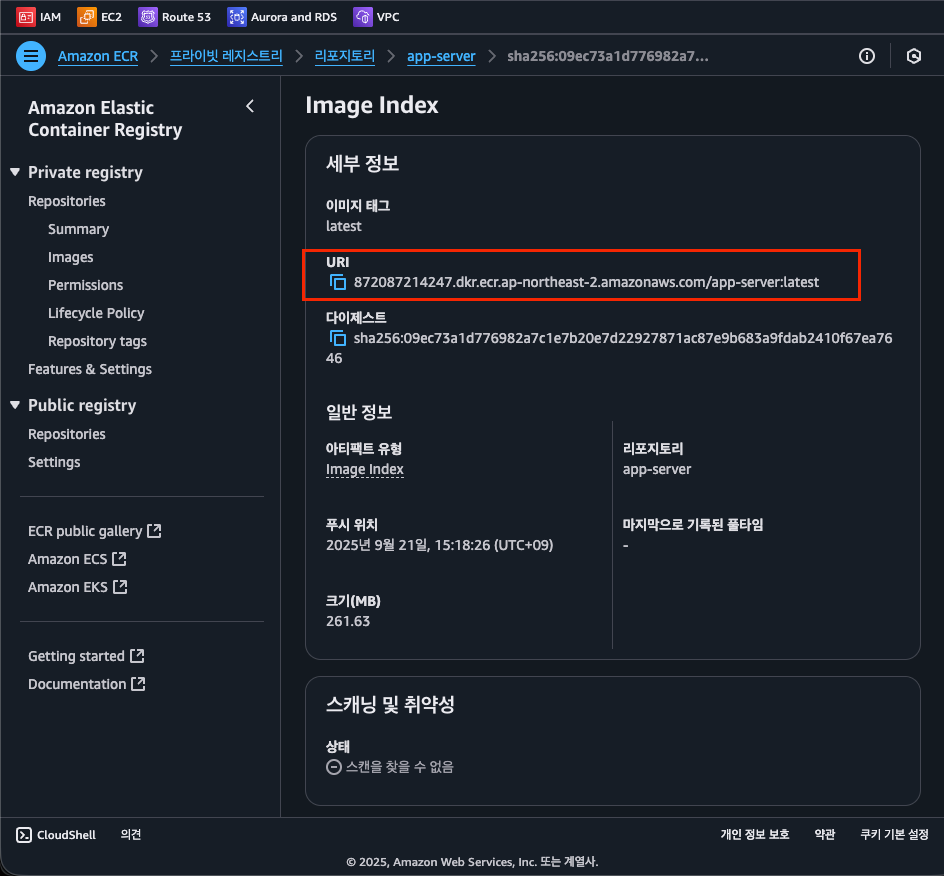 IAM EC2 Route 53 Aurora and RDS VPC
Amazon ECR 프라이빗 레지스트리 리포지토리 app-server sha256:09ec73a1d776982a7...
Amazon Elastic
Container Registry
Private registry
Repositories
Summary
Images
Permissions
Lifecycle Policy
Repository tags
Features & Settings
Public registry
Repositories
Settings
ECR public gallery
Amazon ECS
Amazon EKS
Getting started
Documentation
Image Index
세부 정보
이미지 태그
latest
URI
872087214247.dkr.ecr.ap-northeast-2.amazonaws.com/app-server:latest
다이제스트
sha256:09ec73a1d776982a7c1e7b20e7d22927871ac87e9b683a9fdab2410f67ea76
46
일반 정보
아티팩트 유형
Image Index
리포지토리
app-server
푸시 위치
2025년 9월 21일, 15:18:26 (UTC+09)
마지막으로 기록된 풀타임
-
크기(MB)
261.63
스캐닝 및 취약성
상태
스캔을 찾을 수 없음
CloudShell 의견 개인 정보 보호 약관 쿠키 기본 설정
© 2025, Amazon Web Services, Inc. 또는 계열사.